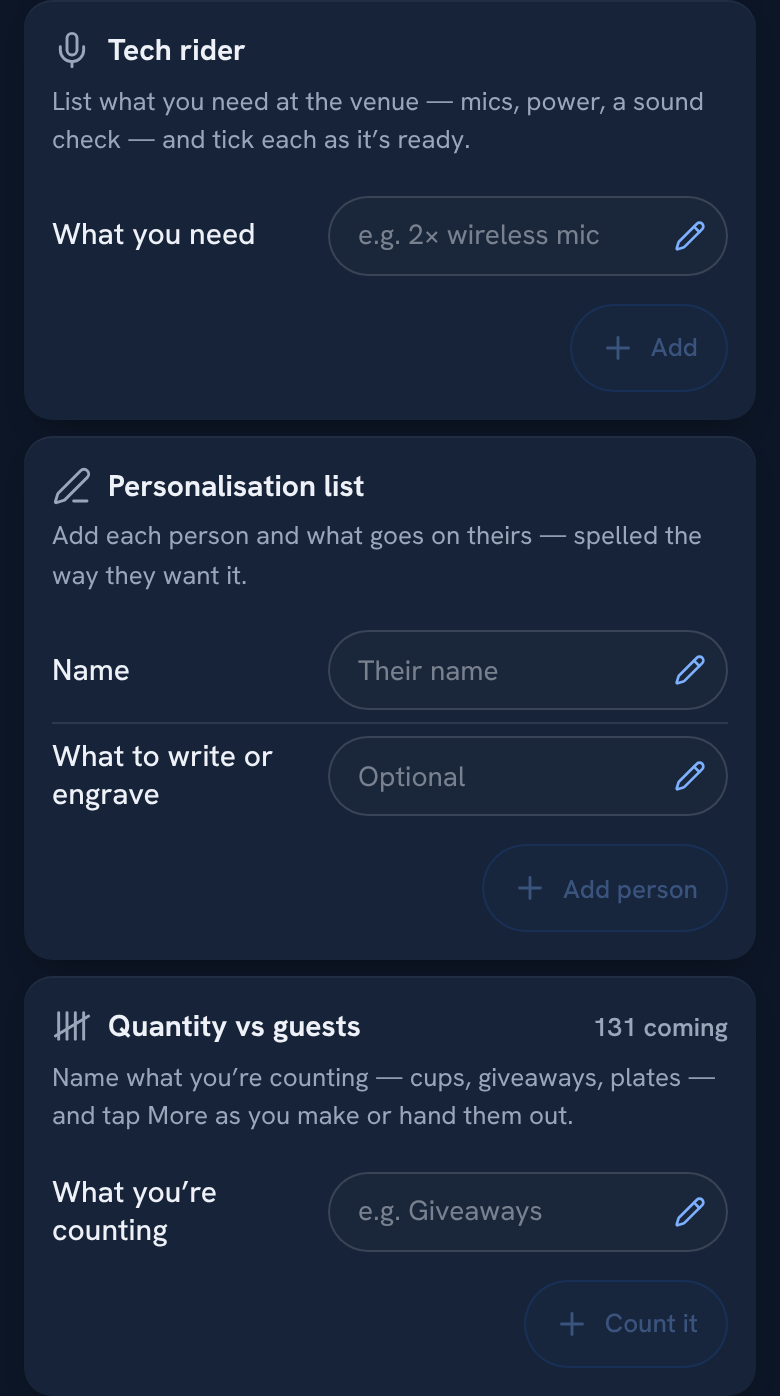 Tech rider
List what you need at the venue — mics, power, a sound
check — and tick each as it’s ready.
What you need
e.g. 2× wireless mic
Add
Personalisation list
Add each person and what goes on theirs — spelled the
way they want it.
Name
Their name
What to write or
engrave
Optional
Add person
Quantity vs guests
131 coming
Name what you’re counting — cups, giveaways, plates —
and tap More as you make or hand them out.
What you’re
counting
e.g. Giveaways
Count it